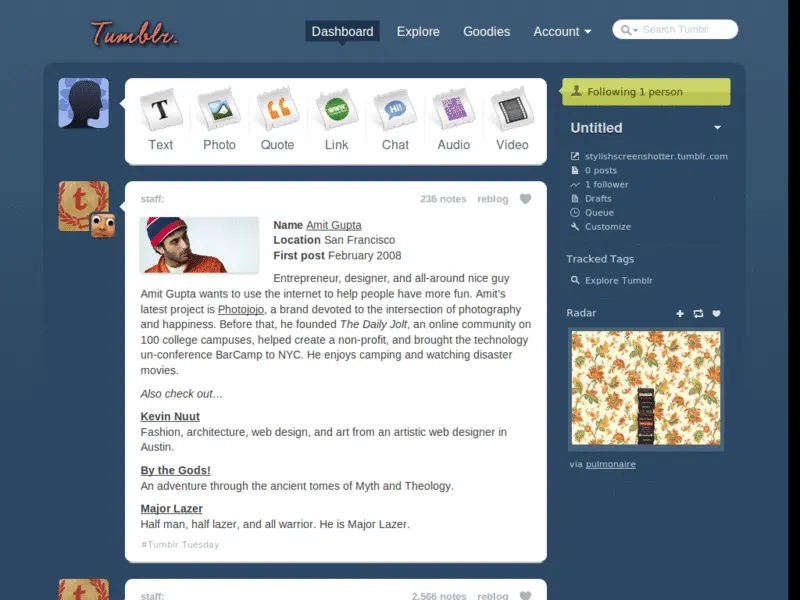 Tumblr.
Dashboard Explore Goodies Account Search Tumblr
T
www
Hi!
Text Photo Quote Link Chat Audio Video
Following 1 person
Untitled
stylishscreenshotter.tumblr.com
0 posts
1 follower
Drafts
Queue
Customize
Tracked Tags
Explore Tumblr
Radar
via pulmonaire
t
staff: 236 notes reblog
Name Amit Gupta
Location San Francisco
First post February 2008
Entrepreneur, designer, and all-around nice guy
Amit Gupta wants to use the internet to help people have more fun. Amit's
latest project is Photojojo, a brand devoted to the intersection of photography
and happiness. Before that, he founded The Daily Jolt, an online community on
100 college campuses, helped create a non-profit, and brought the technology
un-conference BarCamp to NYC. He enjoys camping and watching disaster
movies.
Also check out…
Kevin Nuut
Fashion, architecture, web design, and art from an artistic web designer in
Austin.
By the Gods!
An adventure through the ancient tomes of Myth and Theology.
Major Lazer
Half man, half lazer, and all warrior. He is Major Lazer.
#Tumblr Tuesday
staff: 2,566 notes reblog